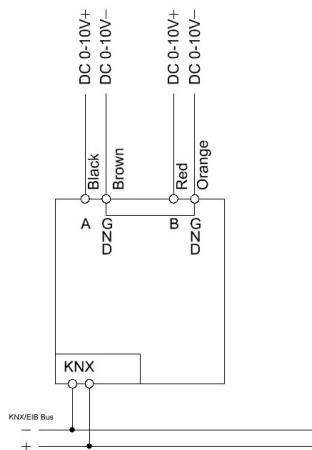 DC 0-10V+
DC 0-10V−
DC 0-10V+
DC 0-10V−
Black
Brown
Red
Orange
A
GND
B
GND
KNX
KNX/EIB Bus
−
+